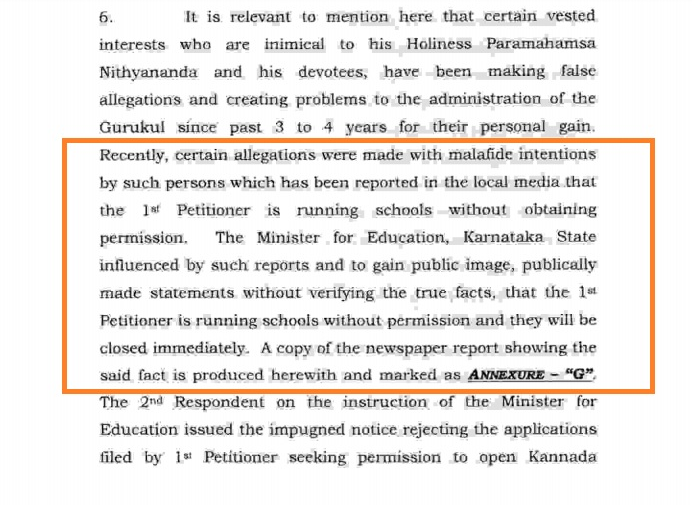 6. It is relevant to mention here that certain vested
interests who are inimical to his Holiness Paramahamsa
Nithyananda and his devotees, have been making false
allegations and creating problems to the administration of the
Gurukul since past 3 to 4 years for their personal gain.
Recently, certain allegations were made with malafide intentions
by such persons which has been reported in the local media that
the 1st Petitioner is running schools without obtaining
permission. The Minister for Education, Karnataka State
influenced by such reports and to gain public image, publically
made statements without verifying the true facts, that the 1st
Petitioner is running schools without permission and they will be
closed immediately. A copy of the newspaper report showing the
said fact is produced herewith and marked as ANNEXURE – “G”.
The 2nd Respondent on the instruction of the Minister for
Education issued the impugned notice rejecting the applications
filed by 1st Petitioner seeking permission to open Kannada